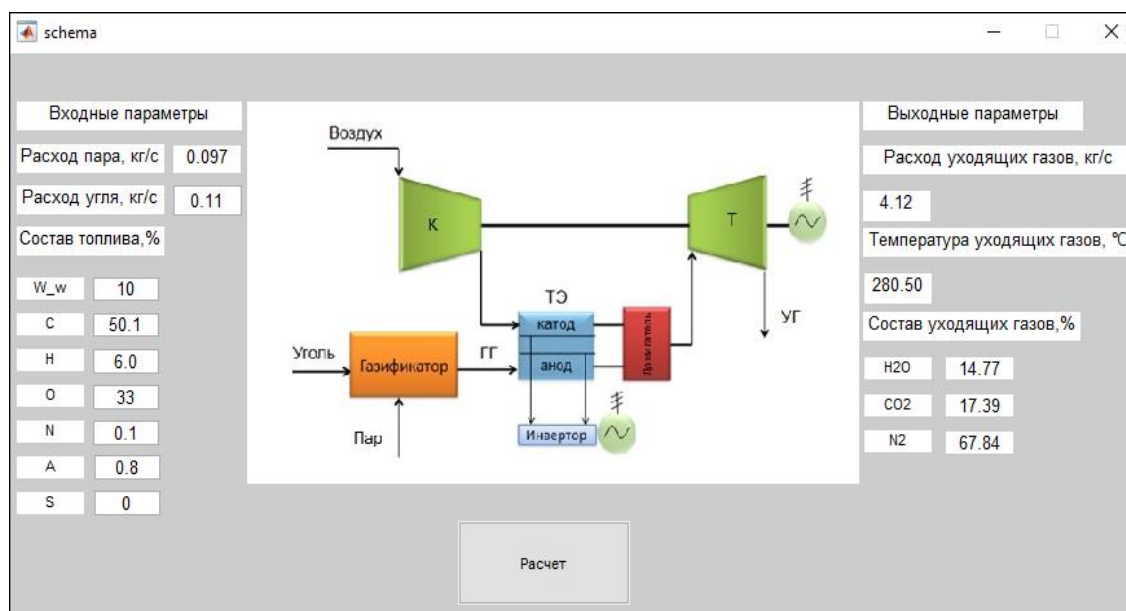 schema
Входные параметры
Расход пара, кг/с 0.097
Расход угля, кг/с 0.11
Состав топлива,%
W_w 10
C 50.1
H 6.0
O 33
N 0.1
A 0.8
S 0
Воздух
К
Т
ТЭ
катод
анод
УГ
Уголь
Газификатор
ГГ
Дожигатель
Пар
Инвертор
Выходные параметры
Расход уходящих газов, кг/с
4.12
Температура уходящих газов, °C
280.50
Состав уходящих газов,%
H2O 14.77
CO2 17.39
N2 67.84
Расчет